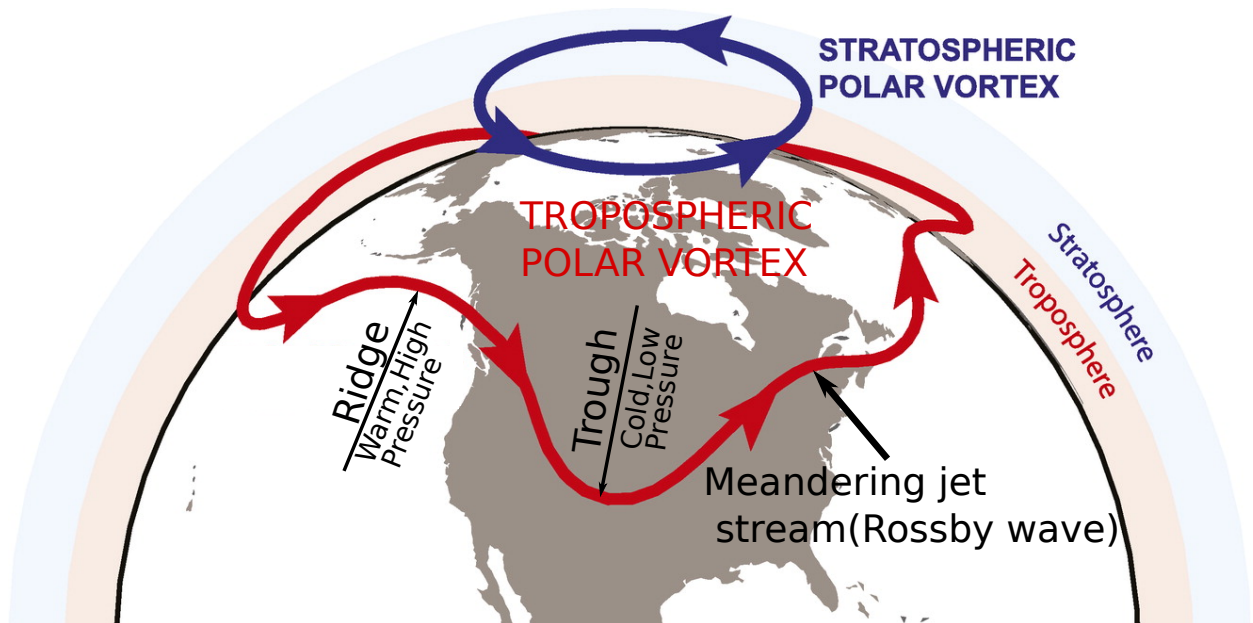 STRATOSPHERIC
POLAR VORTEX
TROPOSPHERIC
POLAR VORTEX
Stratosphere
Troposphere
Ridge
Warm,High
Pressure
Trough
Cold,Low
Pressure
Meandering jet
stream(Rossby wave)